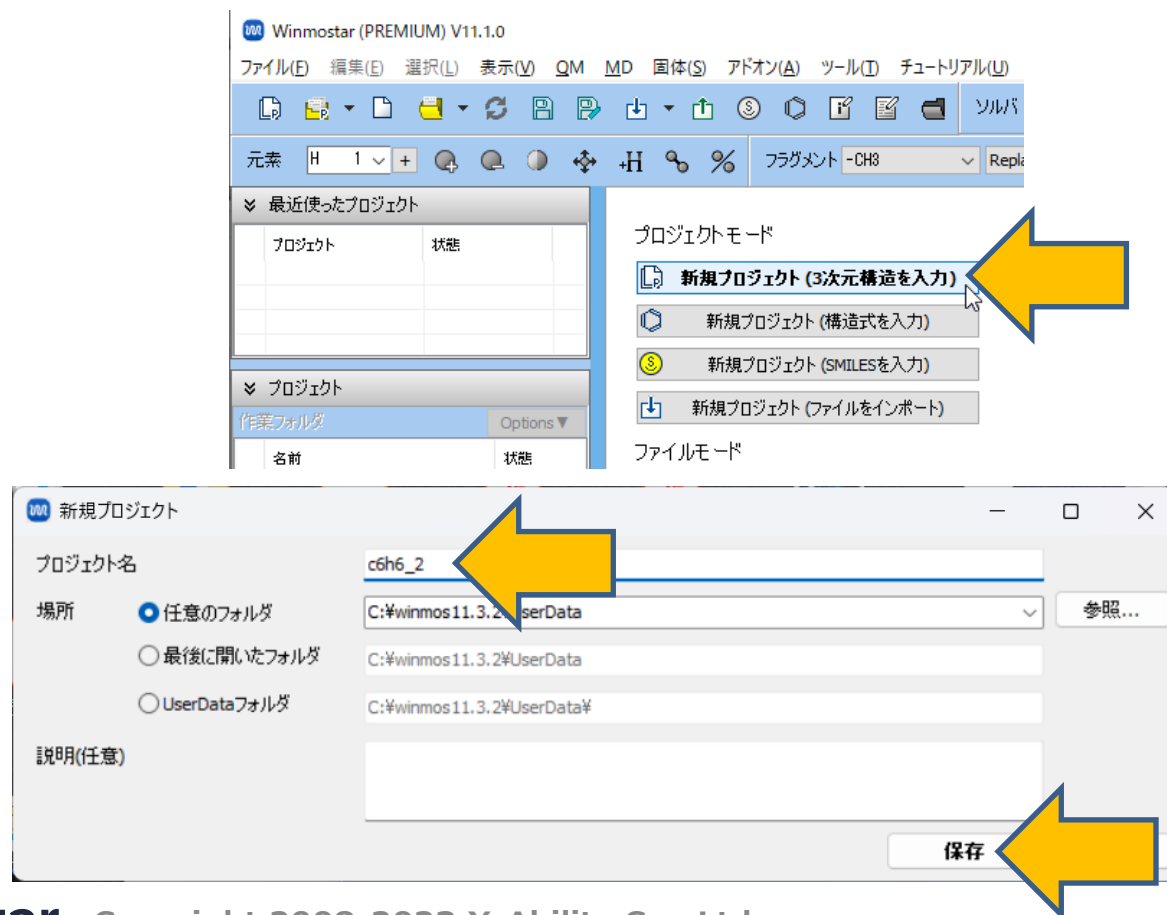 Winmostar (PREMIUM) V11.1.0
ファイル(F) 編集(E) 選択(L) 表示(V) QM MD 固体(S) アドオン(A) ツール(T) チュートリアル(U)
ソルバ
元素 H 1 + +H フラグメント -CH3 Repla
最近使ったプロジェクト
プロジェクト 状態
プロジェクトモード
新規プロジェクト (3次元構造を入力)
新規プロジェクト (構造式を入力)
新規プロジェクト (SMILESを入力)
新規プロジェクト (ファイルをインポート)
ファイルモード
プロジェクト
作業フォルダ Options▼
名前 状態
新規プロジェクト
プロジェクト名 c6h6_2
場所 任意のフォルダ C:¥winmos11.3.2 serData 参照...
最後に開いたフォルダ C:¥winmos11.3.2¥UserData
UserDataフォルダ C:¥winmos11.3.2¥UserData¥
説明(任意)
保存